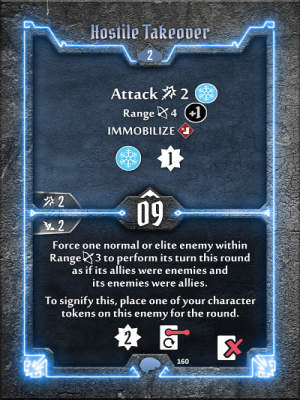 Hostile Takeover
2
Attack 2
Range 4 +1
IMMOBILIZE
1
2
09
2
Force one normal or elite enemy within
Range 3 to perform its turn this round
as if its allies were enemies and
its enemies were allies.
To signify this, place one of your character
tokens on this enemy for the round.
2
160